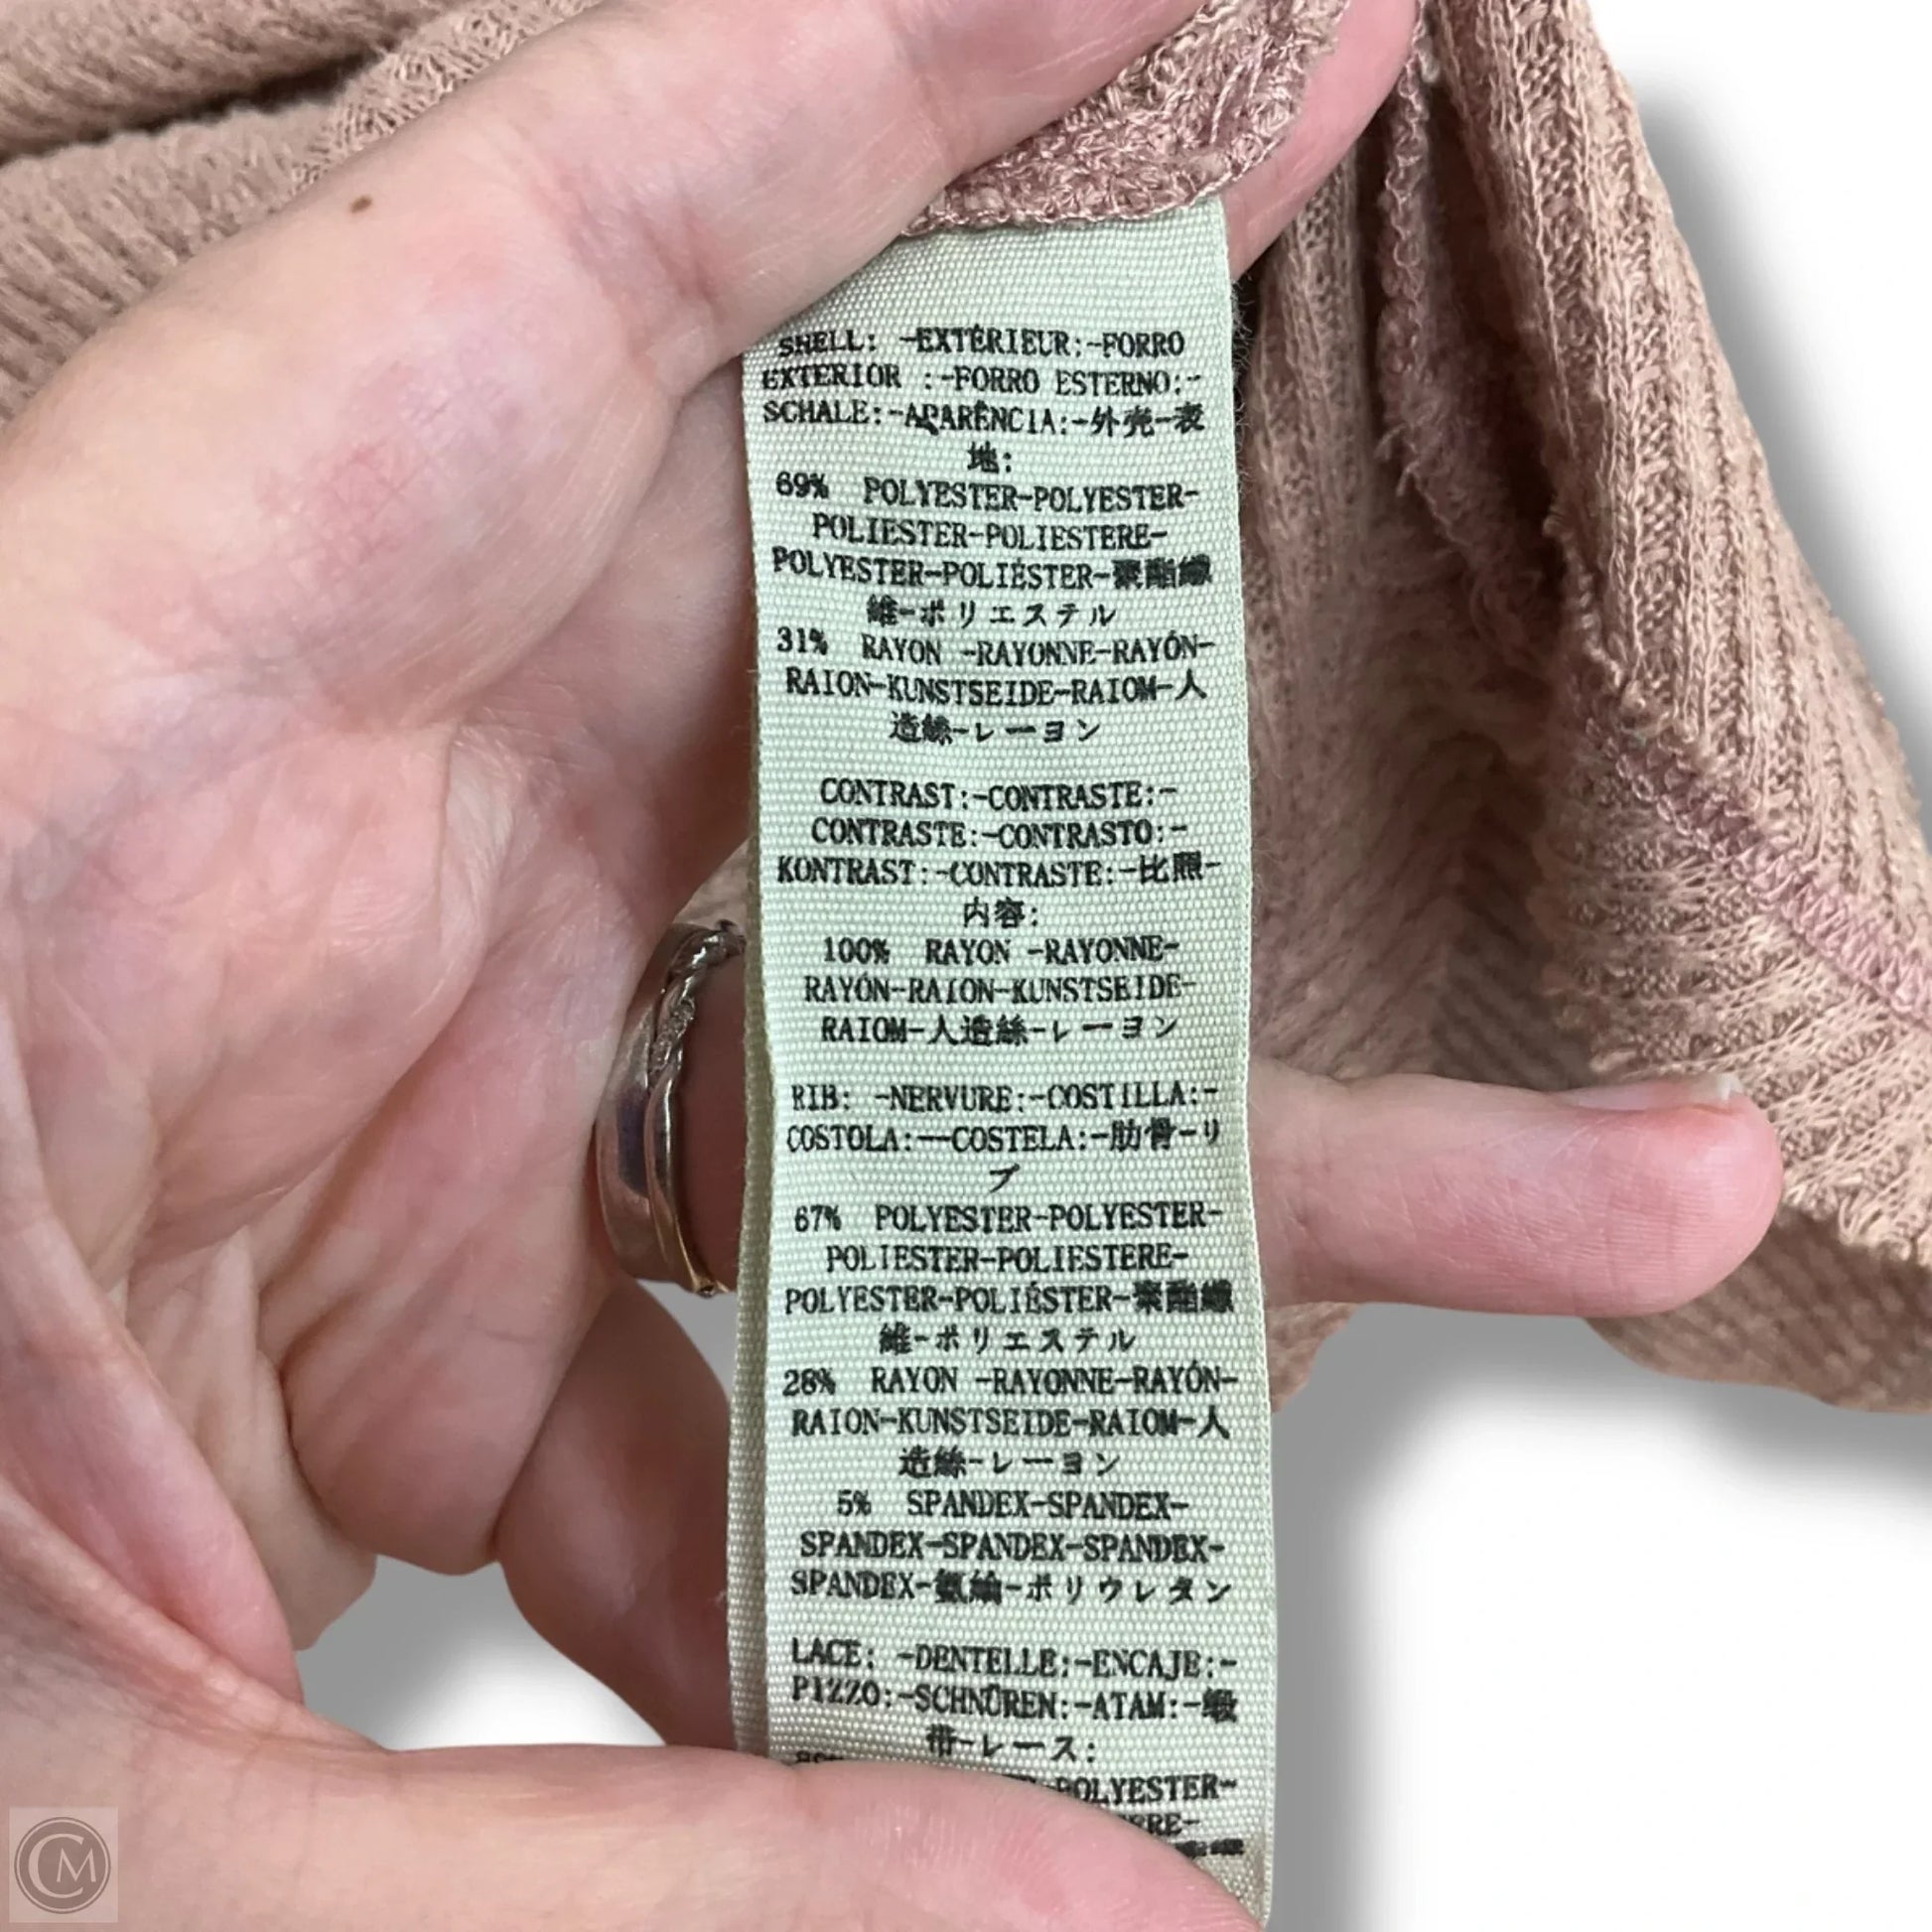 SHELL: -EXTÉRIEUR:-FORRO
EXTERIOR :-FORRO ESTERNO:-
SCHALE:-APARÊNCIA:-外壳-表
地:
69% POLYESTER-POLYESTER-
POLIESTER-POLIESTERE-
POLYESTER-POLIÉSTER-聚酯纖
維-ポリエステル
31% RAYON -RAYONNE-RAYÓN-
RAION-KUNSTSEIDE-RAIOM-人
造絲-レーヨン
CONTRAST:-CONTRASTE:-
CONTRASTE:-CONTRASTO:-
KONTRAST:-CONTRASTE:-比照-
内容:
100% RAYON -RAYONNE-
RAYÓN-RAION-KUNSTSEIDE-
RAIOM-人造絲-レーヨン
RIB: -NERVURE:-COSTILLA:-
COSTOLA:--COSTELA:-肋骨-リ
ブ
67% POLYESTER-POLYESTER-
POLIESTER-POLIESTERE-
POLYESTER-POLIÉSTER-聚酯纖
維-ポリエステル
28% RAYON -RAYONNE-RAYÓN-
RAION-KUNSTSEIDE-RAIOM-人
造絲-レーヨン
5% SPANDEX-SPANDEX-
SPANDEX-SPANDEX-SPANDEX-
SPANDEX-氨綸-ポリウレタン
LACE: -DENTELLE:-ENCAJE:-
PIZZO:-SCHNÜREN:-ATAM:-緞
帶-レース:
-POLYESTER-
CM